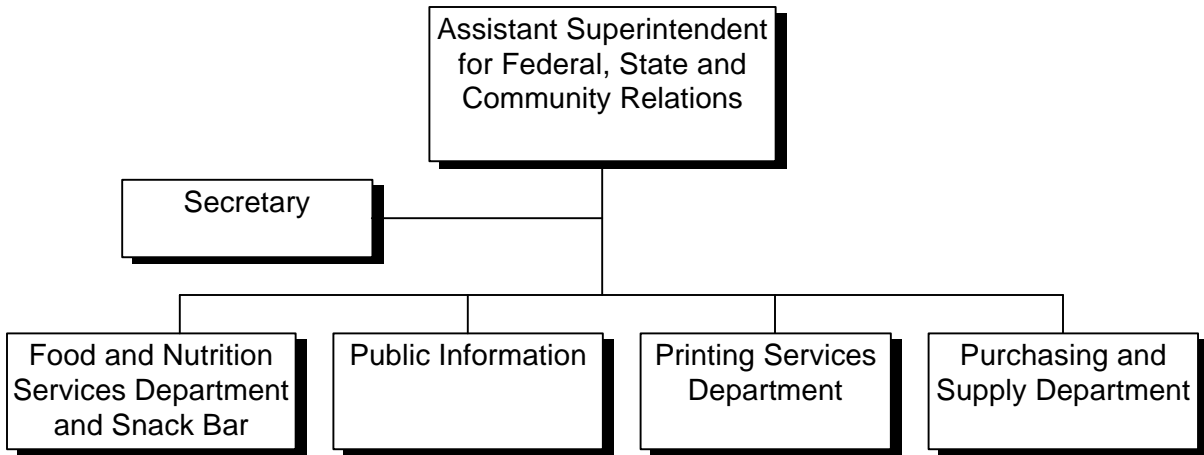 Assistant Superintendent
for Federal, State and
Community Relations
Secretary
Food and Nutrition
Services Department
and Snack Bar
Public Information
Printing Services
Department
Purchasing and
Supply Department